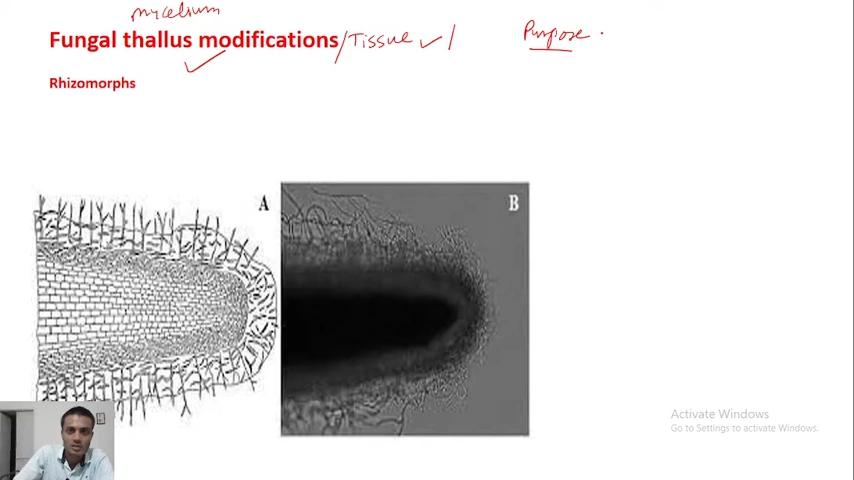 mycelium
Fungal thallus modifications/Tissue / Purpose.
Rhizomorphs
A B
Activate Windows
Go to Settings to activate Windows.